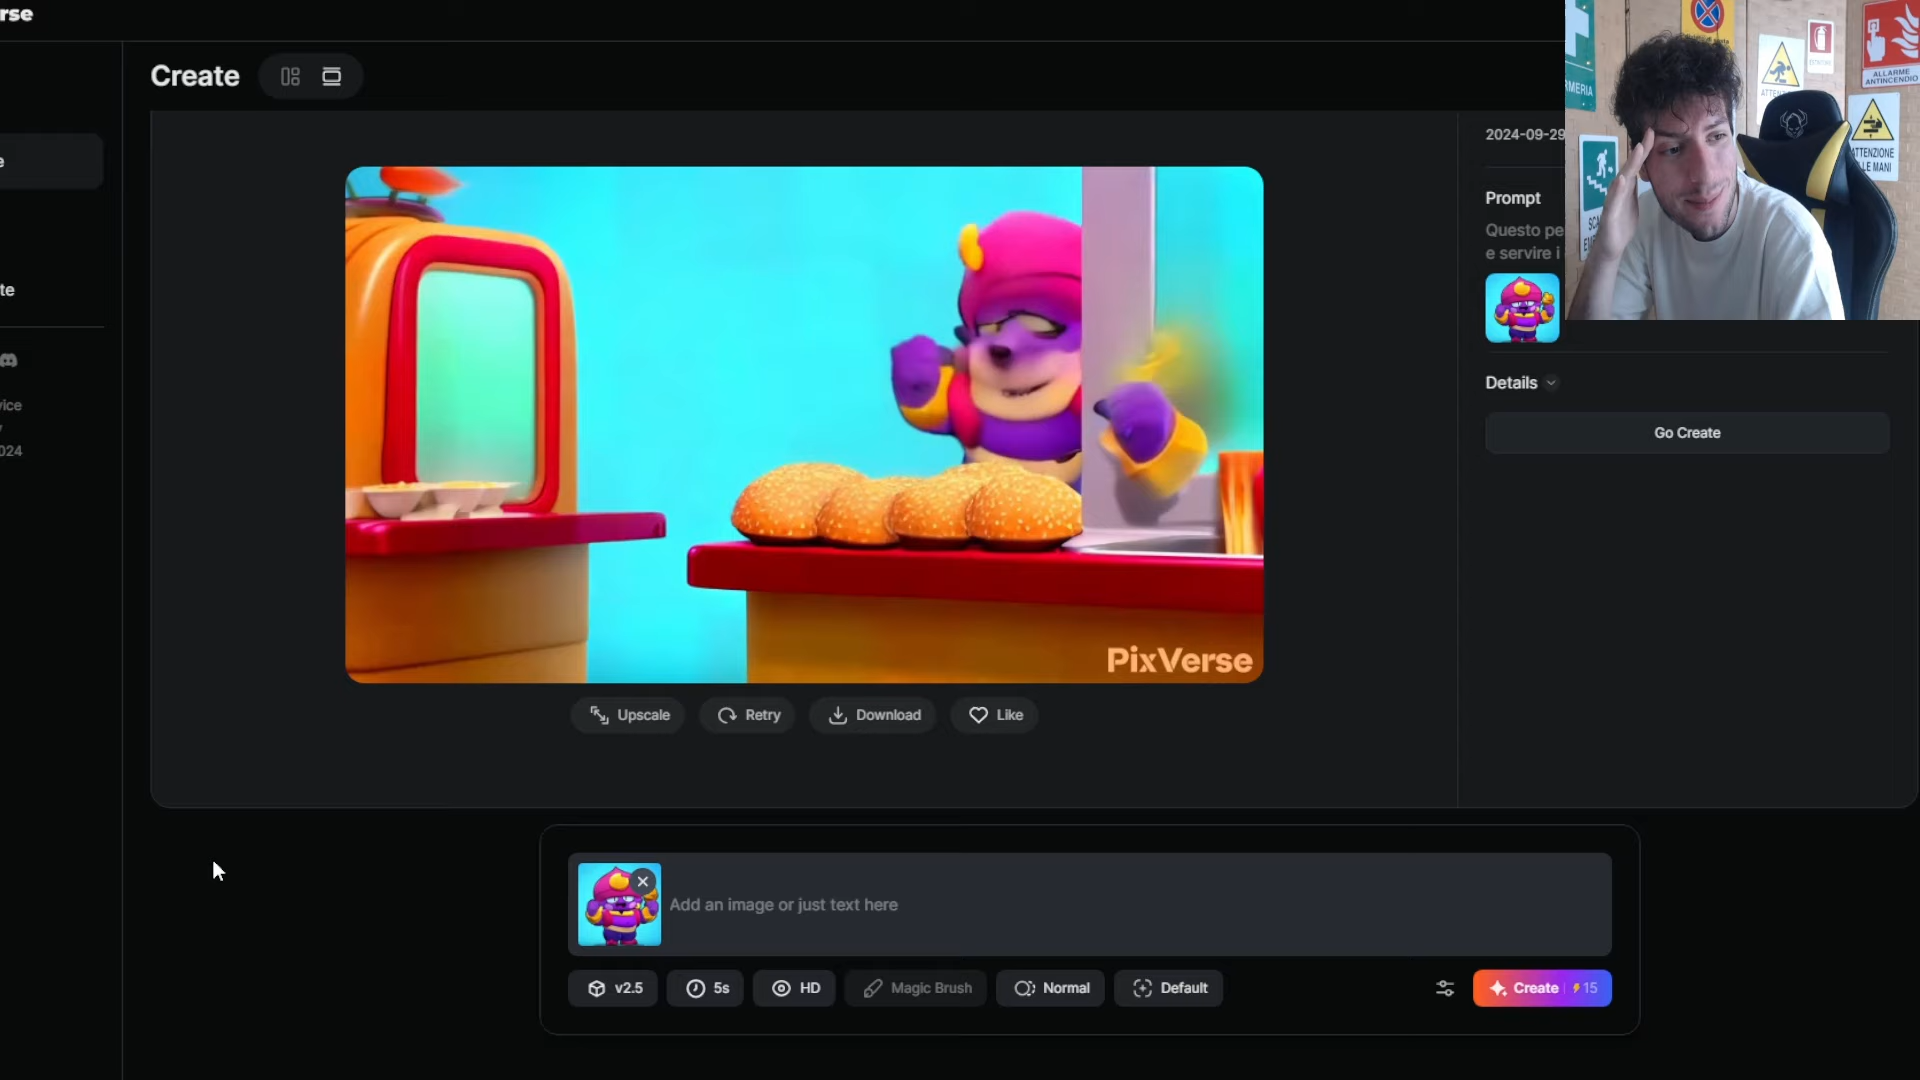 rse
Create
2024-09-29
Prompt
Questo pe
e servire i
Details
Go Create
te
vice
024
PixVerse
Upscale
Retry
Download
Like
Add an image or just text here
v2.5
5s
HD
Magic Brush
Normal
Default
Create
15
ALLARME
ANTINCENDIO
ATTENZIONE
LE MANI